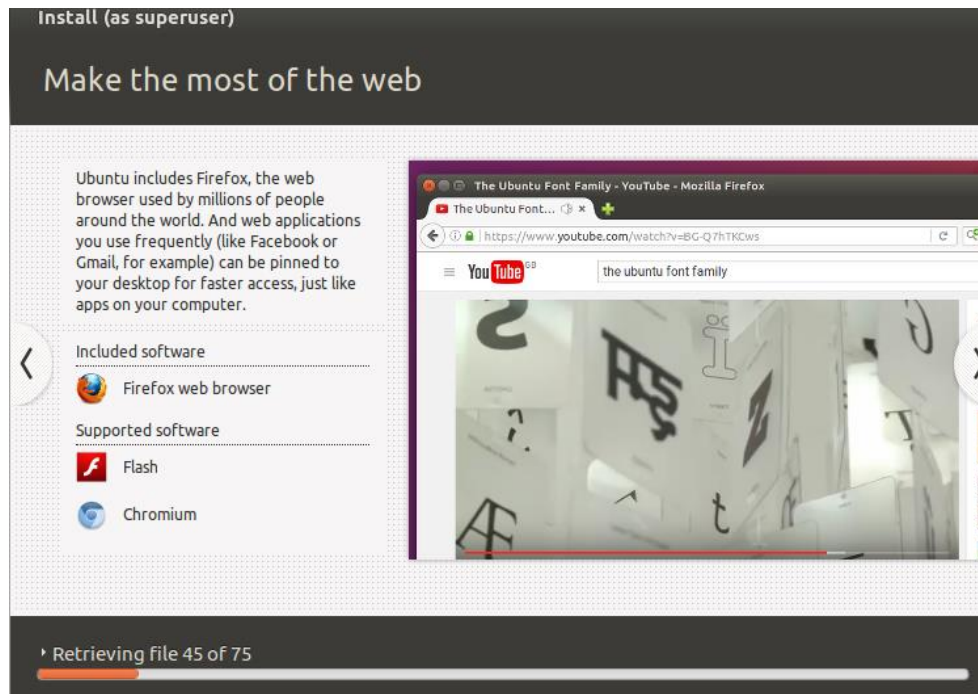 Install (as superuser)
Make the most of the web
Ubuntu includes Firefox, the web
browser used by millions of people
around the world. And web applications
you use frequently (like Facebook or
Gmail, for example) can be pinned to
your desktop for faster access, just like
apps on your computer.
Included software
Firefox web browser
Supported software
Flash
Chromium
The Ubuntu Font Family - YouTube - Mozilla Firefox
The Ubuntu Font...
https://www.youtube.com/watch?v=BG-Q7hTKCws
YouTube GB
the ubuntu font family
Retrieving file 45 of 75